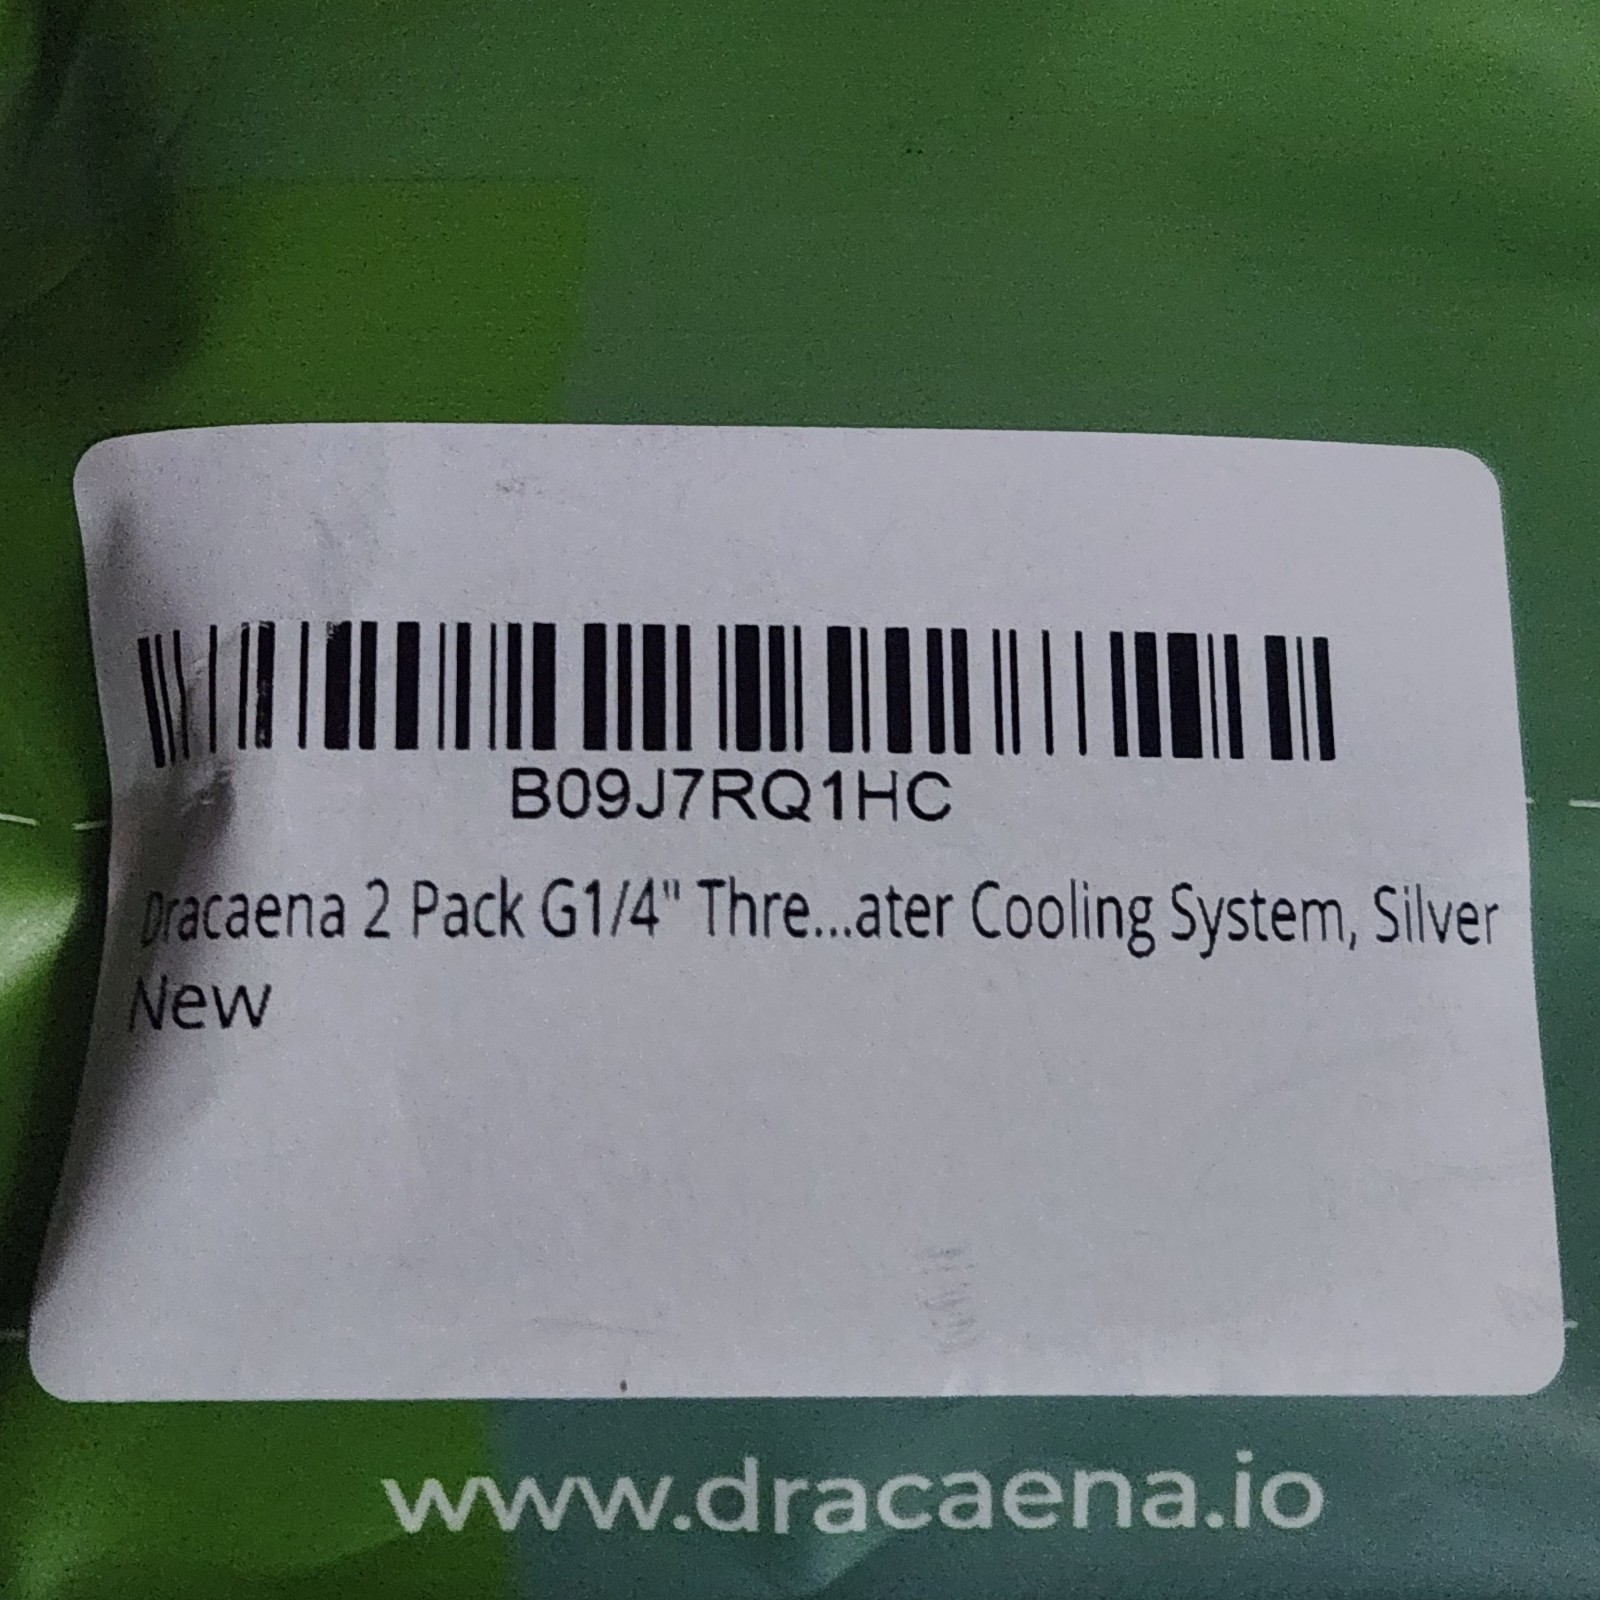 B09J7RQ1HC
Dracaena 2 Pack G1/4" Thre...ater Cooling System, Silver
New
www.dracaena.io